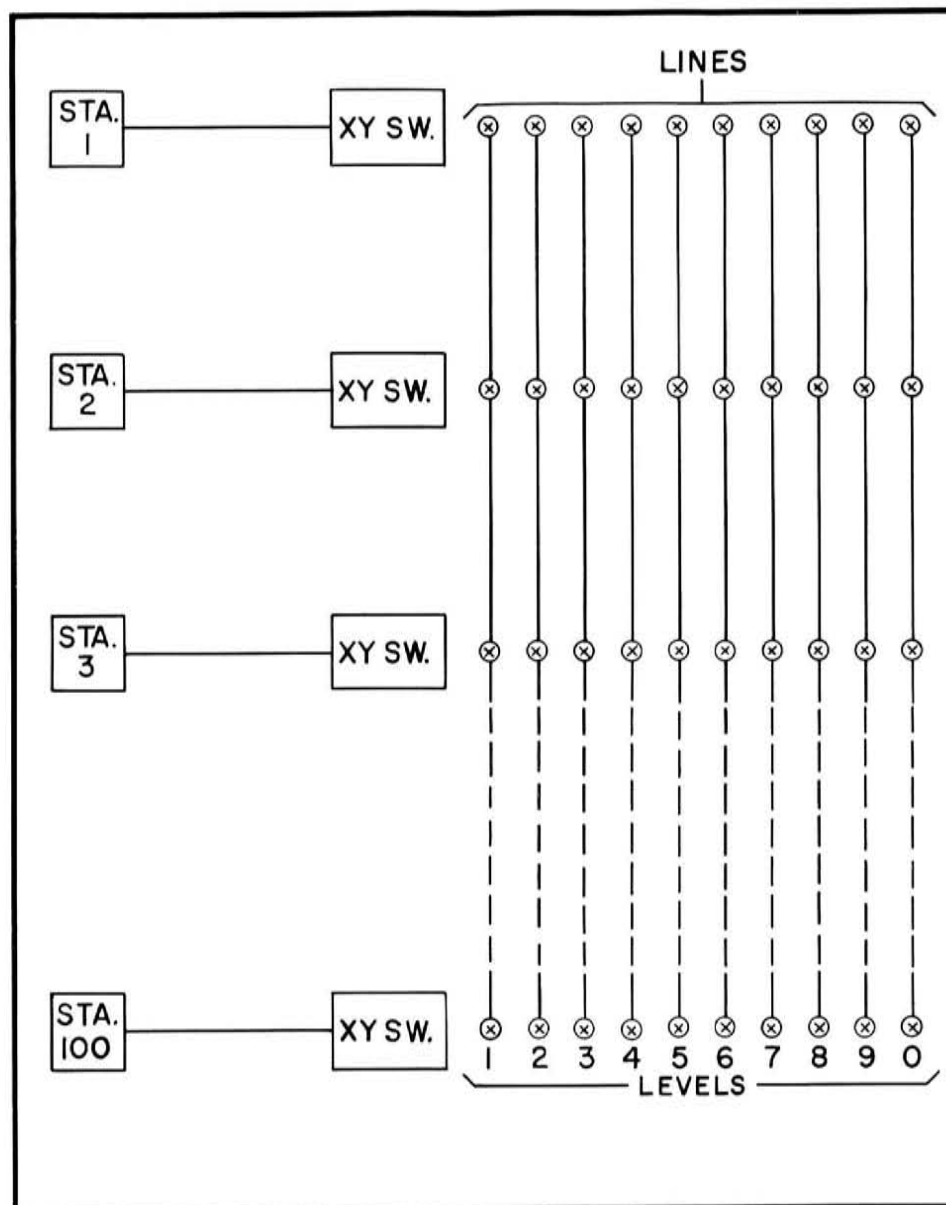 LINES
STA.
1
XY SW.
STA.
2
XY SW.
STA.
3
XY SW.
STA.
100
XY SW.
1 2 3 4 5 6 7 8 9 0
LEVELS